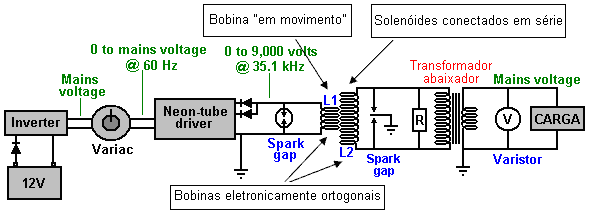 Bobina "em movimento"
Solenóides conectados em série
0 to mains voltage
@ 60 Hz
0 to 9,000 volts
@ 35.1 kHz
Mains
voltage
Transformador
abaixador
Mains voltage
Inverter
Variac
Neon-tube
driver
Spark
gap
L1
L2
Spark
gap
R
V
Varistor
CARGA
12V
Bobinas eletronicamente ortogonais